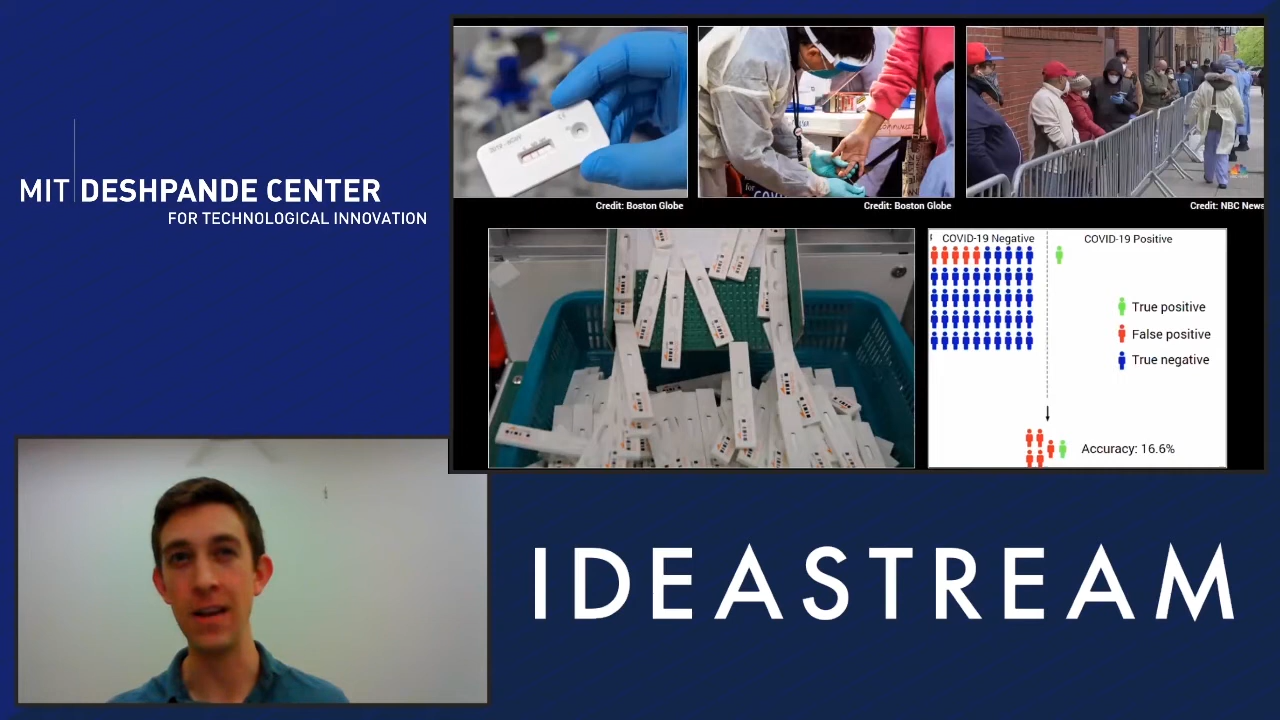 MIT DESHPANDE CENTER
FOR TECHNOLOGICAL INNOVATION
Credit: Boston Globe
Credit: Boston Globe
Credit: NBC News
COVID-19 Negative
COVID-19 Positive
True positive
False positive
True negative
Accuracy: 16.6%
IDEASTREAM